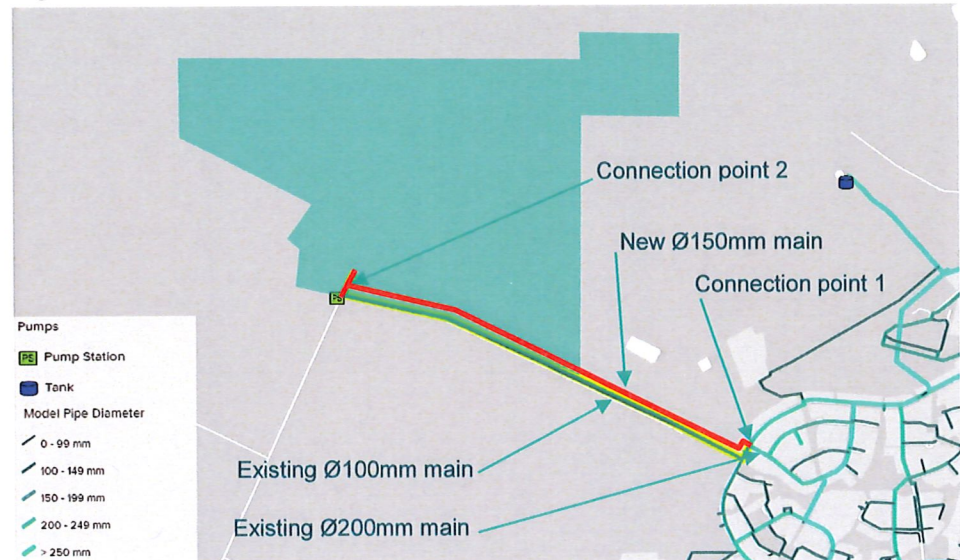 Connection point 2
New Ø150mm main
Connection point 1
Existing Ø100mm main
Existing Ø200mm main
Pumps
PS Pump Station
Tank
Model Pipe Diameter
0 - 99 mm
100 - 149 mm
150 - 199 mm
200 - 249 mm
> 250 mm
PS